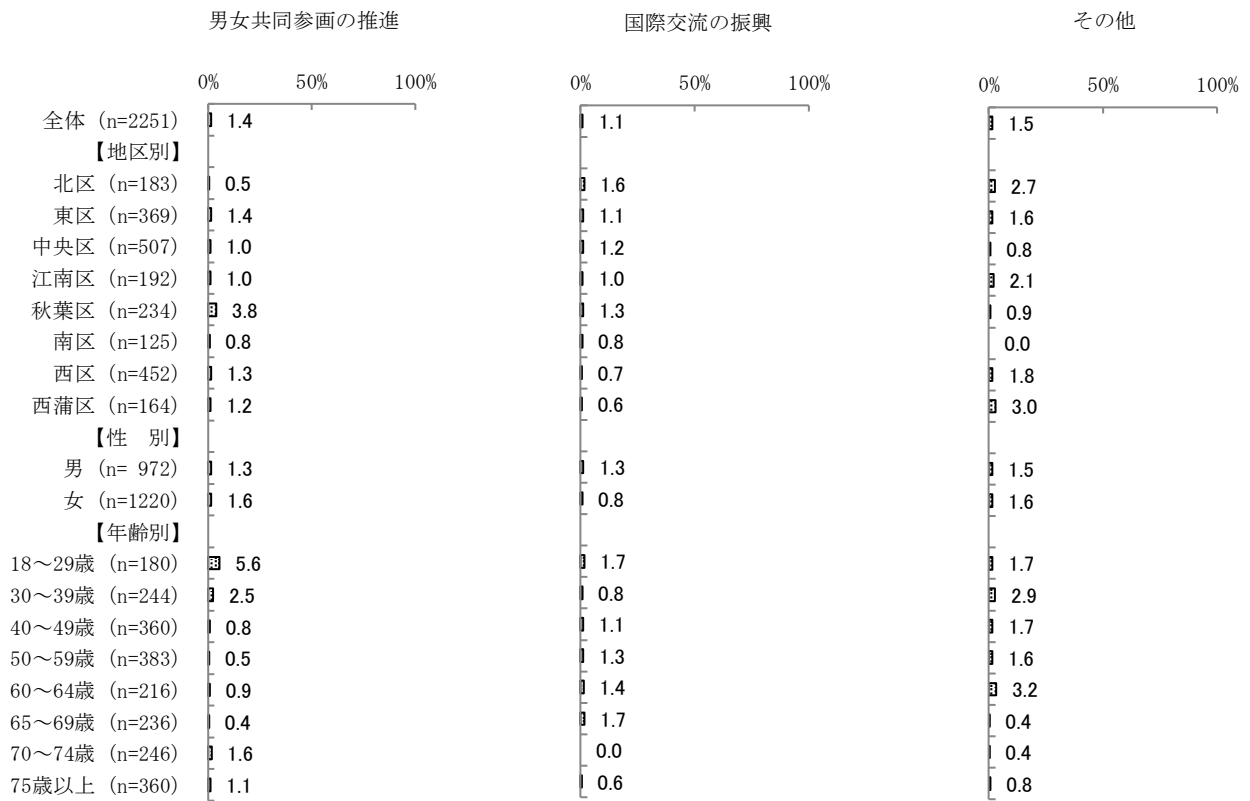 男女共同参画の推進 国際交流の振興 その他
0% 50% 100% 0% 50% 100% 0% 50% 100%
全体 (n=2251) 1.4 1.1 1.5
【地区別】
北区 (n=183) 0.5 1.6 2.7
東区 (n=369) 1.4 1.1 1.6
中央区 (n=507) 1.0 1.2 0.8
江南区 (n=192) 1.0 1.0 2.1
秋葉区 (n=234) 3.8 1.3 0.9
南区 (n=125) 0.8 0.8 0.0
西区 (n=452) 1.3 0.7 1.8
西蒲区 (n=164) 1.2 0.6 3.0
【性　別】
男 (n= 972) 1.3 1.3 1.5
女 (n=1220) 1.6 0.8 1.6
【年齢別】
18～29歳 (n=180) 5.6 1.7 1.7
30～39歳 (n=244) 2.5 0.8 2.9
40～49歳 (n=360) 0.8 1.1 1.7
50～59歳 (n=383) 0.5 1.3 1.6
60～64歳 (n=216) 0.9 1.4 3.2
65～69歳 (n=236) 0.4 1.7 0.4
70～74歳 (n=246) 1.6 0.0 0.4
75歳以上 (n=360) 1.1 0.6 0.8